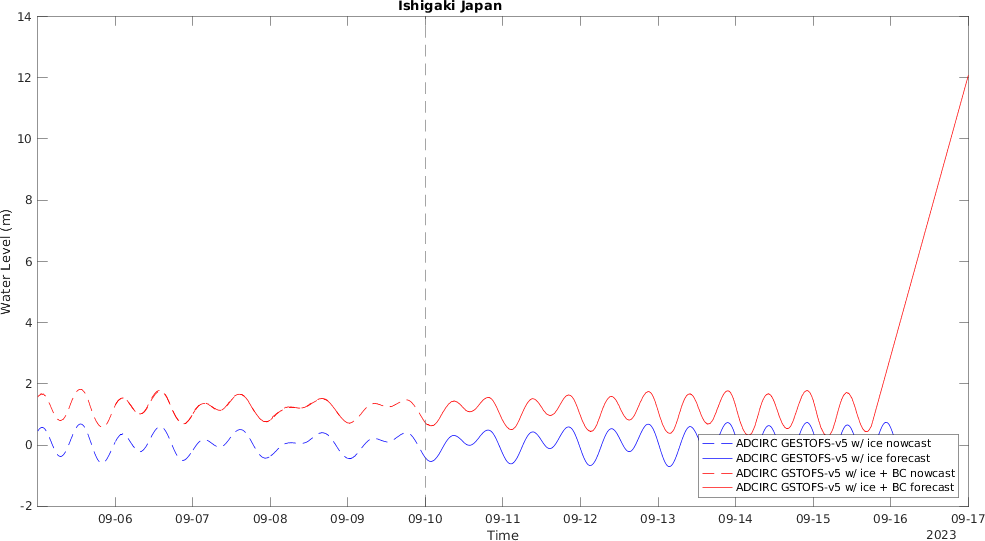 Ishigaki Japan
14
12
10
8
6
4
2
0
-2
Water Level (m)
ADCIRC GESTOFS-v5 w/ ice nowcast
ADCIRC GESTOFS-v5 w/ ice forecast
ADCIRC GSTOFS-v5 w/ ice + BC nowcast
ADCIRC GSTOFS-v5 w/ ice + BC forecast
09-06 09-07 09-08 09-09 09-10 09-11 09-12 09-13 09-14 09-15 09-16 09-17
Time
2023